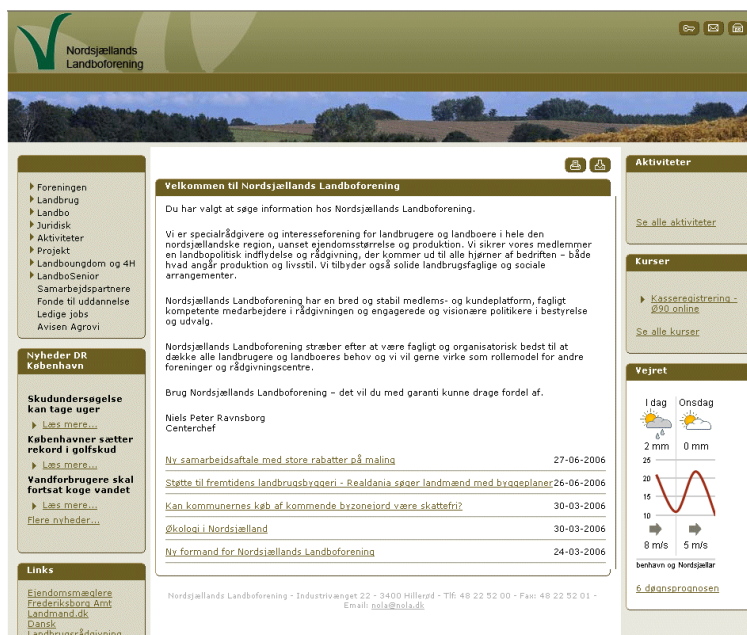 Nordsjællands
Landboforening
Foreningen
Landbrug
Landbo
Juridisk
Aktiviteter
Projekt
Landboungdom og 4H
LandboSenior
Samarbejdspartnere
Fonde til uddannelse
Ledige jobs
Avisen Agrovi
Nyheder DR
København
Skudundersøgelse
kan tage uger
Læs mere...
Københavner sætter
rekord i golfskud
Læs mere...
Vandforbrugere skal
fortsat koge vandet
Læs mere...
Flere nyheder...
Links
Ejendomsmæglere
Frederiksborg Amt
Landmand.dk
Dansk
Landbrugsrådgivning
Velkommen til Nordsjællands Landboforening
Du har valgt at søge information hos Nordsjællands Landboforening.
Vi er specialrådgivere og interesseforening for landbrugere og landboere i hele den
nordsjællandske region, uanset ejendomsstørrelse og produktion. Vi sikrer vores medlemmer
en landbopolitisk indflydelse og rådgivning, der kommer ud til alle hjørner af bedriften – både
hvad angår produktion og livsstil. Vi tilbyder også solide landbrugsfaglige og sociale
arrangementer.
Nordsjællands Landboforening har en bred og stabil medlems- og kundeplatform, fagligt
kompetente medarbejdere i rådgivningen og engagerede og visionære politikere i bestyrelse
og udvalg.
Nordsjællands Landboforening stræber efter at være fagligt og organisatorisk bedst til at
dække alle landbrugere og landboeres behov og vi vil gerne virke som rollemodel for andre
foreninger og rådgivningscentre.
Brug Nordsjællands Landboforening – det vil du med garanti kunne drage fordel af.
Niels Peter Ravnsborg
Centerchef
Ny samarbejdsaftale med store rabatter på maling 27-06-2006
Støtte til fremtidens landbrugsbyggeri - Realdania søger landmænd med byggeplaner 26-06-2006
Kan kommunernes køb af kommende byzonejord være skattefri? 30-03-2006
Økologi i Nordsjælland 30-03-2006
Ny formand for Nordsjællands Landboforening 24-03-2006
Nordsjællands Landboforening - Industrivænget 22 - 3400 Hillerød - Tlf: 48 22 52 00 - Fax: 48 22 52 01 -
Email: nola@nola.dk
Aktiviteter
Se alle aktiviteter
Kurser
Kasseregistrering -
Ø90 online
Se alle kurser
Vejret
I dag Onsdag
2 mm 0 mm
25
20
15
10
8 m/s 5 m/s
benhavn og Nordsjællar
6 døgnsprognosen